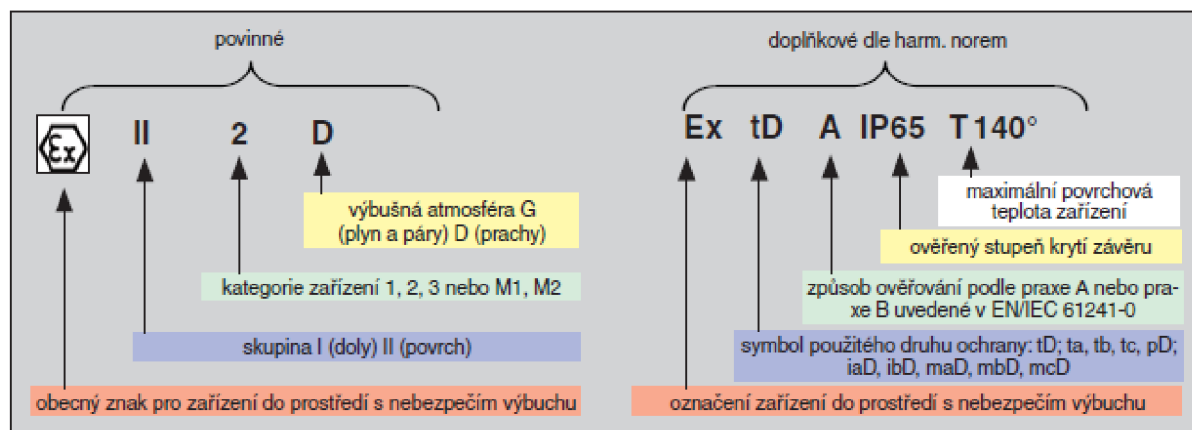 povinné
doplňkové dle harm. norem
Ex II 2 D
Ex tD A IP65 T 140°
výbušná atmosféra G
(plyn a páry) D (prachy)
kategorie zařízení 1, 2, 3 nebo M1, M2
skupina I (doly) II (povrch)
obecný znak pro zařízení do prostředí s nebezpečím výbuchu
maximální povrchová
teplota zařízení
ověřený stupeň krytí závěru
způsob ověřování podle praxe A nebo pra-
xe B uvedené v EN/IEC 61241-0
symbol použitého druhu ochrany: tD; ta, tb, tc, pD;
iaD, ibD, maD, mbD, mcD
označení zařízení do prostředí s nebezpečím výbuchu